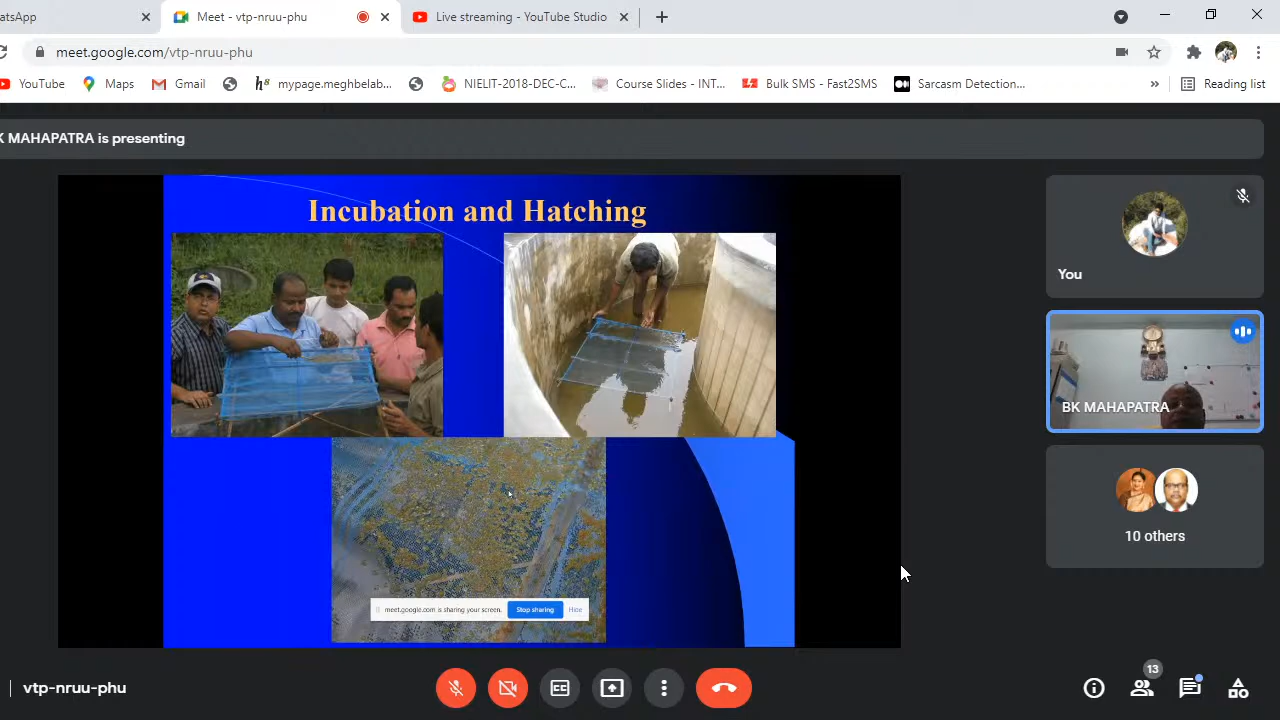 atsApp
Meet - vtp-nruu-phu
Live streaming - YouTube Studio
meet.google.com/vtp-nruu-phu
YouTube
Maps
Gmail
mypage.meghbelab...
NIELIT-2018-DEC-C...
Course Slides - INT...
Bulk SMS - Fast2SMS
Sarcasm Detection...
»
Reading list
K MAHAPATRA is presenting
Incubation and Hatching
You
BK MAHAPATRA
10 others
meet.google.com is sharing your screen.
Stop sharing
Hide
vtp-nruu-phu
CC
13